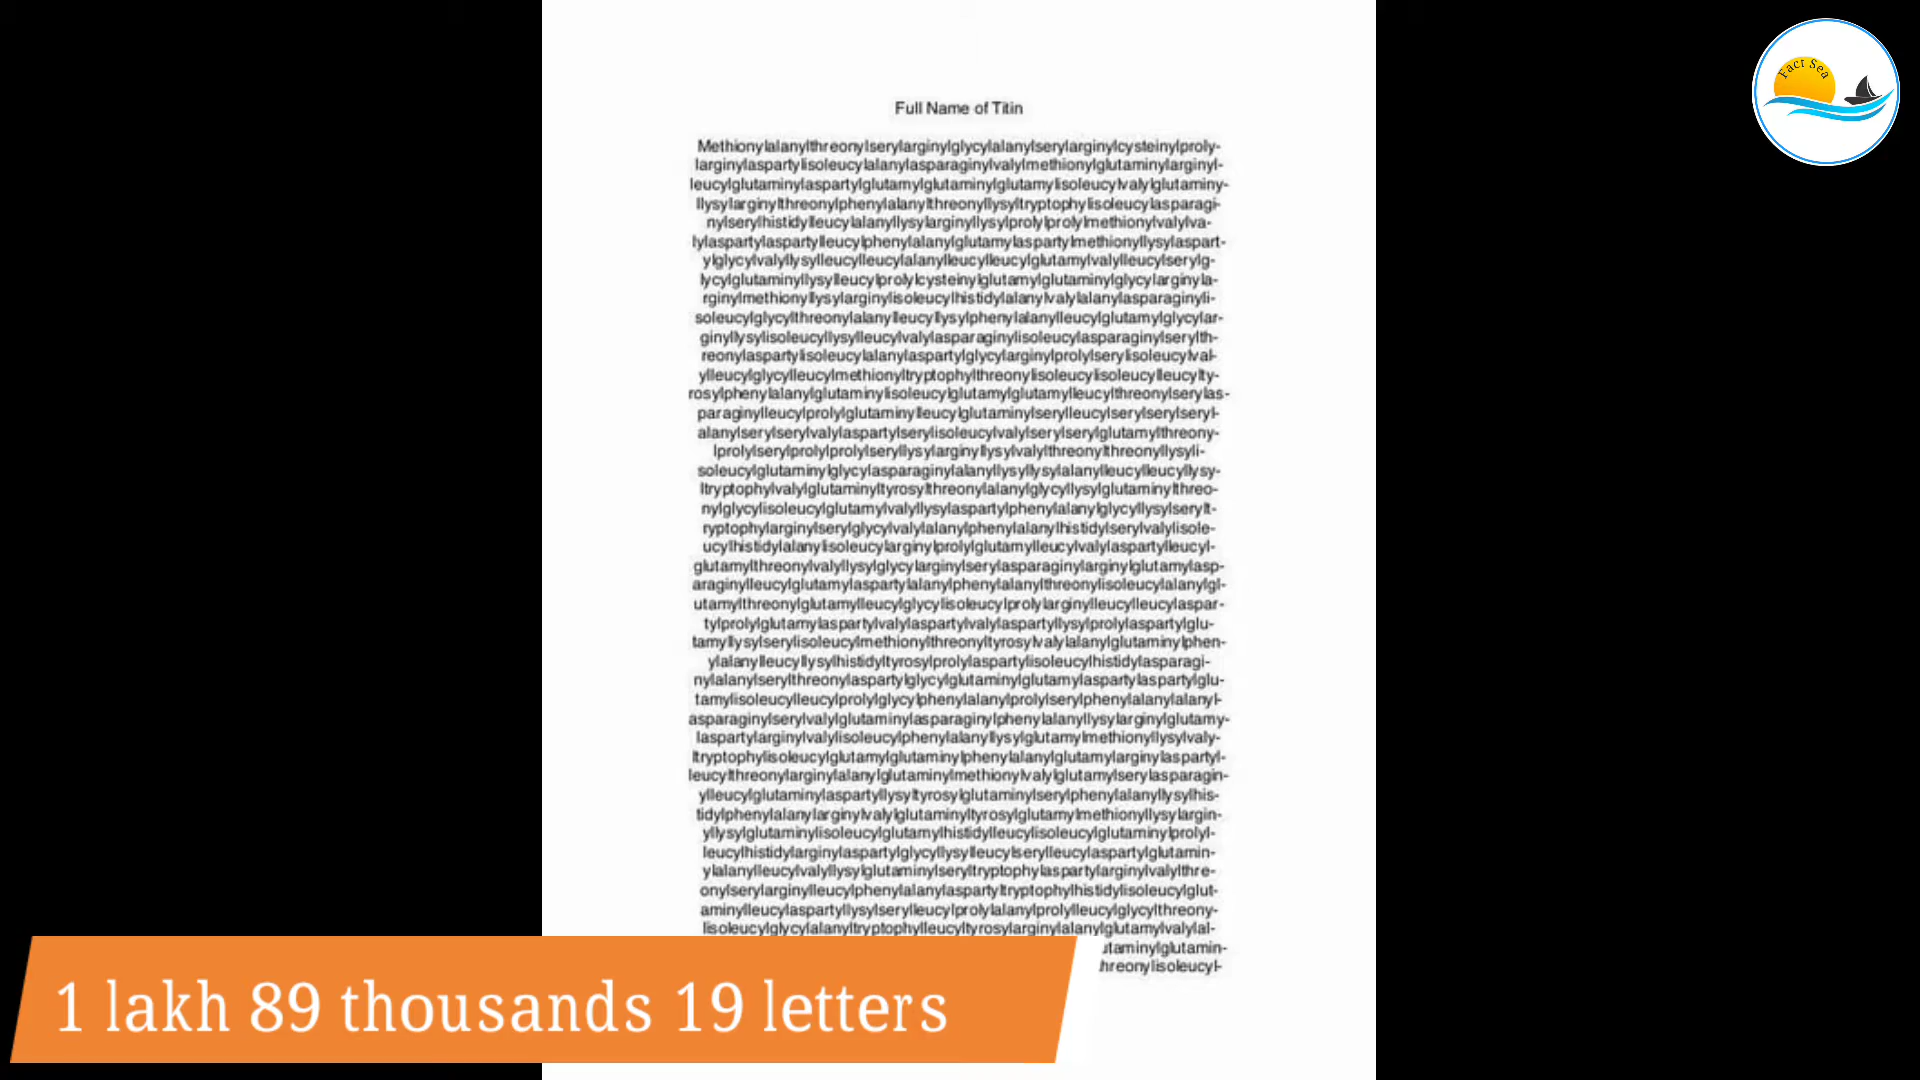 Fact Sea
Full Name of Titin
Methionylalanylthreonylserylarginylglycylalanylserylarginylcysteinylproly-
larginylaspartylisoleucylalanylasparaginylvalylmethionylglutaminylarginyl-
leucylglutaminylaspartylglutamylglutaminylglutamylisoleucylvalylglutaminy-
llysylarginylthreonylphenylalanylthreonyllysyltryptophylisoleucylasparagi-
nylserylhistidylleucylalanyllysylarginyllysylprolylprolylmethionylvalylva-
lylaspartylaspartylleucylphenylalanylglutamylaspartylmethionyllysylaspart-
ylglycylvalyllysylleucylleucylalanylleucylleucylglutamylvalylleucylserylg-
lycylglutaminyllysylleucylprolylcysteinylglutamylglutaminylglycylarginyla-
rginylmethionyllysylarginylisoleucylhistidylalanylvalylalanylasparaginyli-
soleucylglycylthreonylalanylleucyllysylphenylalanylleucylglutamylglycylar-
ginyllysylisoleucyllysylleucylvalylasparaginylisoleucylasparaginylserylth-
reonylaspartylisoleucylalanylaspartylglycylarginylprolylserylisoleucylval-
ylleucylglycylleucylmethionyltryptophylthreonylisoleucylisoleucylleucylty-
rosylphenylalanylglutaminylisoleucylglutamylglutamylleucylthreonylserylas-
paraginylleucylprolylglutaminylleucylglutaminylserylleucylserylserylseryl-
alanylserylserylvalylaspartylserylisoleucylvalylserylserylglutamylthreony-
lprolylserylprolylprolylseryllysylarginyllysylvalylthreonylthreonyllysyli-
soleucylglutaminylglycylasparaginylalanyllysyllysylalanylleucylleucyllysy-
ltryptophylvalylglutaminyltyrosylthreonylalanylglycyllysylglutaminylthreo-
nylglycylisoleucylglutamylvalyllysylaspartylphenylalanylglycyllysylserylt-
ryptophylarginylserylglycylvalylalanylphenylalanylhistidylserylvalylisole-
ucylhistidylalanylisoleucylarginylprolylglutamylleucylvalylaspartylleucyl-
glutamylthreonylvalyllysylglycylarginylserylasparaginylarginylglutamylasp-
araginylleucylglutamylaspartylalanylphenylalanylthreonylisoleucylalanylgl-
utamylthreonylglutamylleucylglycylisoleucylprolylarginylleucylleucylaspar-
tylprolylglutamylaspartylvalylaspartylvalylaspartyllysylprolylaspartylglu-
tamyllysylserylisoleucylmethionylthreonyltyrosylvalylalanylglutaminylphen-
ylalanylleucyllysylhistidyltyrosylprolylaspartylisoleucylhistidylasparagi-
nylalanylserylthreonylaspartylglycylglutaminylglutamylaspartylaspartylglu-
tamylisoleucylleucylprolylglycylphenylalanylprolylserylphenylalanylalanyl-
asparaginylserylvalylglutaminylasparaginylphenylalanyllysylarginylglutamy-
laspartylarginylvalylisoleucylphenylalanyllysylglutamylmethionyllysylvaly-
ltryptophylisoleucylglutamylglutaminylphenylalanylglutamylarginylaspartyl-
leucylthreonylarginylalanylglutaminylmethionylvalylglutamylserylasparagin-
ylleucylglutaminylaspartyllysyltyrosylglutaminylserylphenylalanyllysylhis-
tidylphenylalanylarginylvalylglutaminyltyrosylglutamylmethionyllysylargin-
yllysylglutaminylisoleucylglutamylhistidylleucylisoleucylglutaminylprolyl-
leucylhistidylarginylaspartylglycyllysylleucylserylleucylaspartylglutamin-
ylalanylleucylvalyllysylglutaminylseryltryptophylaspartylarginylvalylthre-
onylserylarginylleucylphenylalanylaspartyltryptophylhistidylisoleucylglut-
aminylleucylaspartyllysylserylleucylprolylalanylprolylleucylglycylthreony-
lisoleucylglycylalanyltryptophylleucyltyrosylarginylalanylglutamylvalylal-
utaminylglutamin-
hreonylisoleucyl-
1 lakh 89 thousands 19 letters